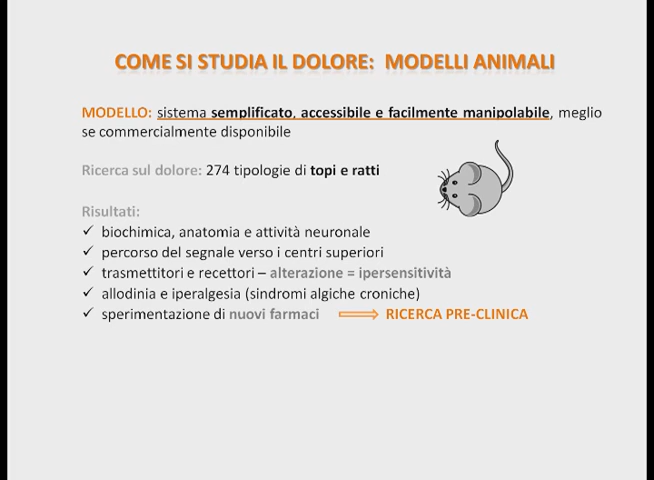 COME SI STUDIA IL DOLORE: MODELLI ANIMALI
MODELLO: sistema semplificato, accessibile e facilmente manipolabile, meglio
se commercialmente disponibile
Ricerca sul dolore: 274 tipologie di topi e ratti
Risultati:
✓ biochimica, anatomia e attività neuronale
✓ percorso del segnale verso i centri superiori
✓ trasmettitori e recettori – alterazione = ipersensitività
✓ allodinia e iperalgesia (sindromi algiche croniche)
✓ sperimentazione di nuovi farmaci ⇒ RICERCA PRE-CLINICA